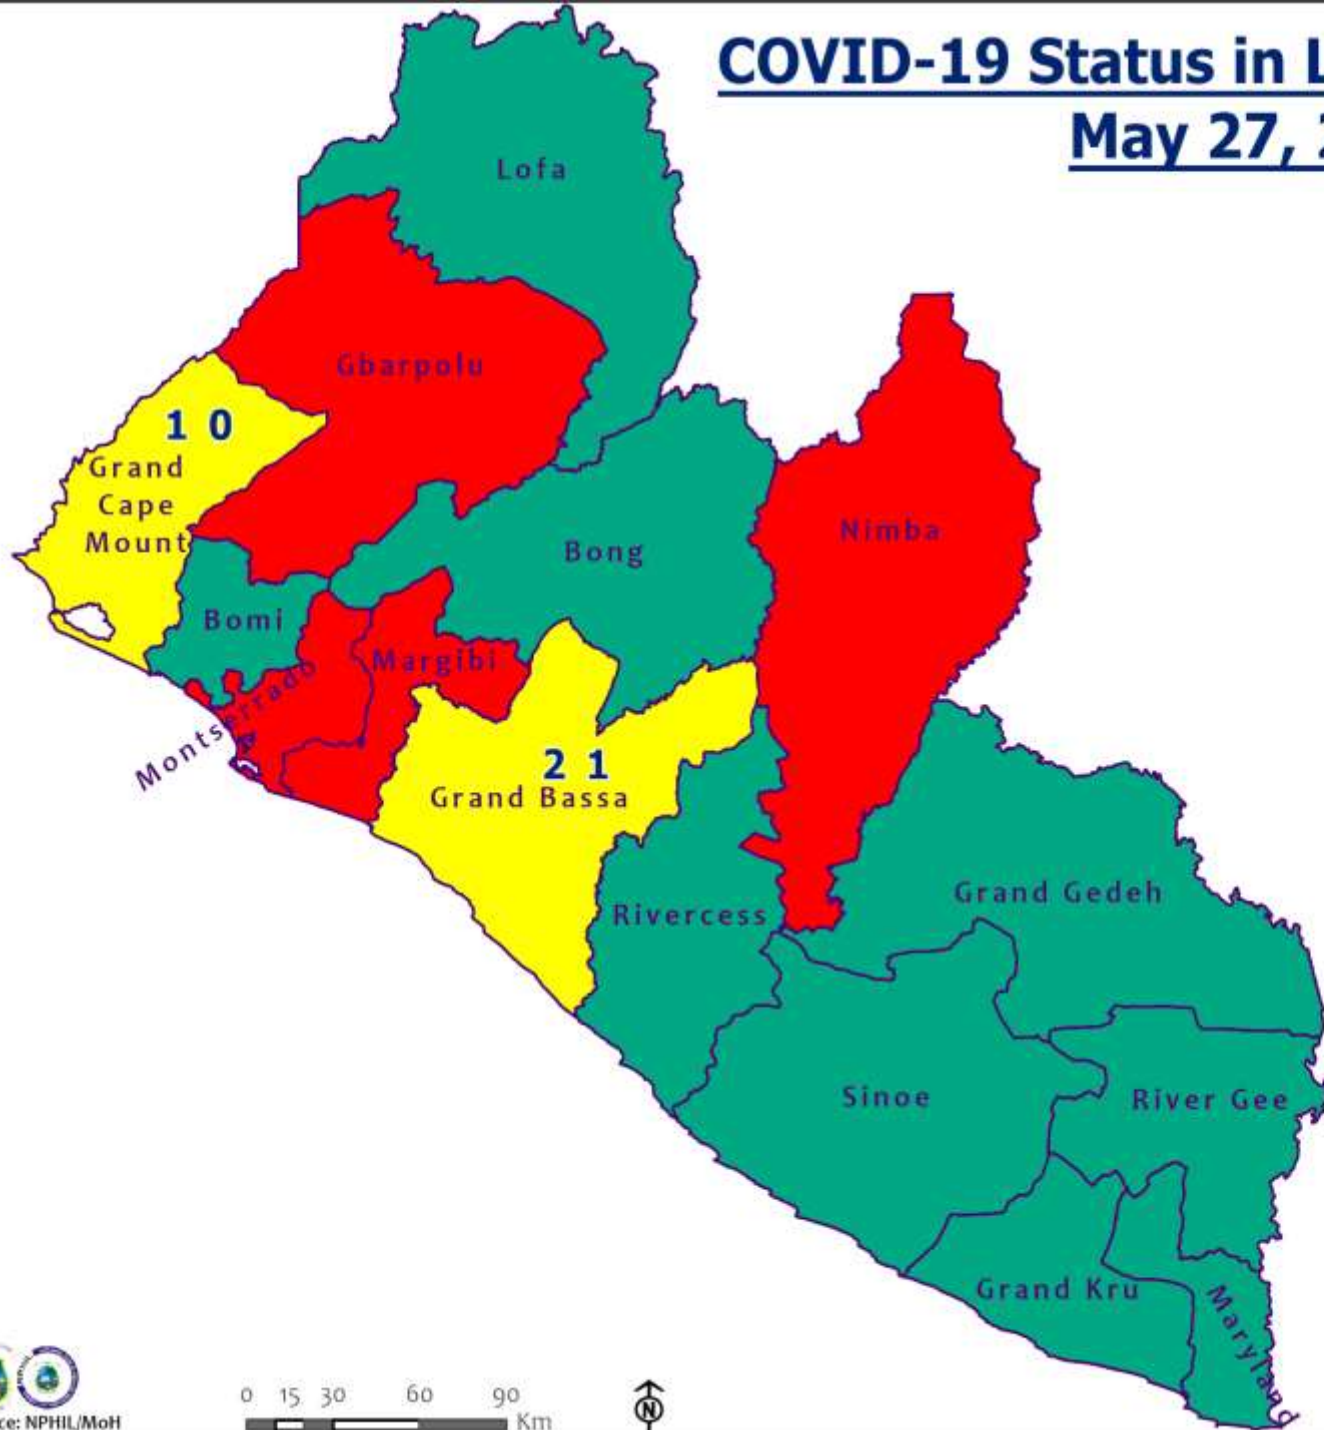 COVID-19 Status in L
May 27, 2
Lofa
Gbarpolu
1 0
Grand
Cape
Mount
Nimba
Bong
Bomi
Margibi
Montserrado
2 1
Grand Bassa
Grand Gedeh
Rivercess
Sinoe
River Gee
Grand Kru
Maryland
0 15 30 60 90
Km
N
ce: NPHIL/MoH